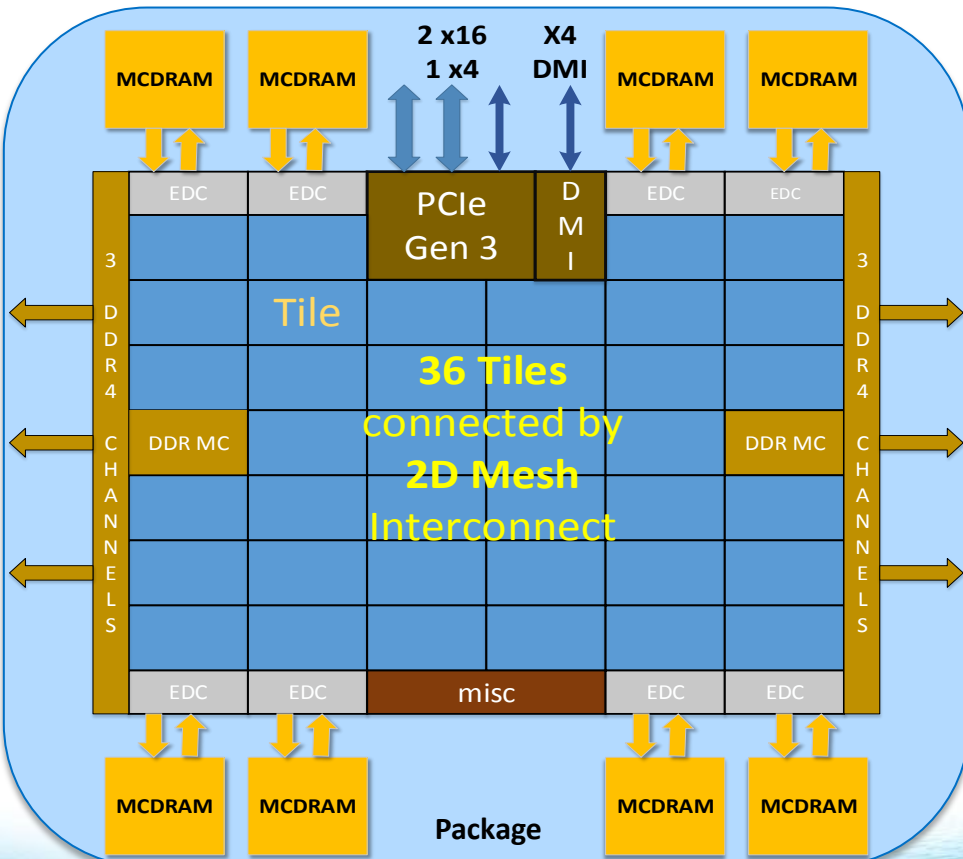 2 x16
1 x4
X4
DMI
MCDRAM
MCDRAM
MCDRAM
MCDRAM
EDC
EDC
PCIe
Gen 3
D
M
I
EDC
EDC
3
D
D
R
4
C
H
A
N
N
E
L
S
3
D
D
R
4
C
H
A
N
N
E
L
S
Tile
36 Tiles
connected by
2D Mesh
Interconnect
DDR MC
DDR MC
EDC
EDC
misc
EDC
EDC
MCDRAM
MCDRAM
MCDRAM
MCDRAM
Package